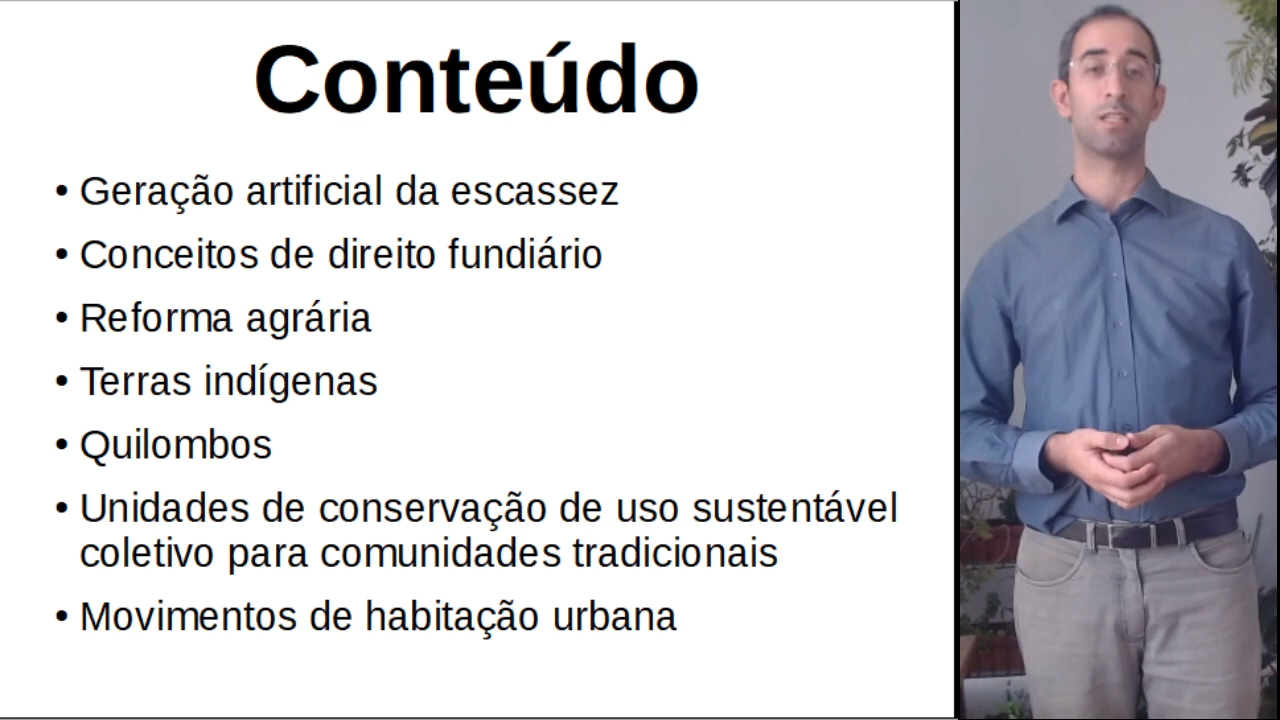 Conteúdo
• Geração artificial da escassez
• Conceitos de direito fundiário
• Reforma agrária
• Terras indígenas
• Quilombos
• Unidades de conservação de uso sustentável
coletivo para comunidades tradicionais
• Movimentos de habitação urbana